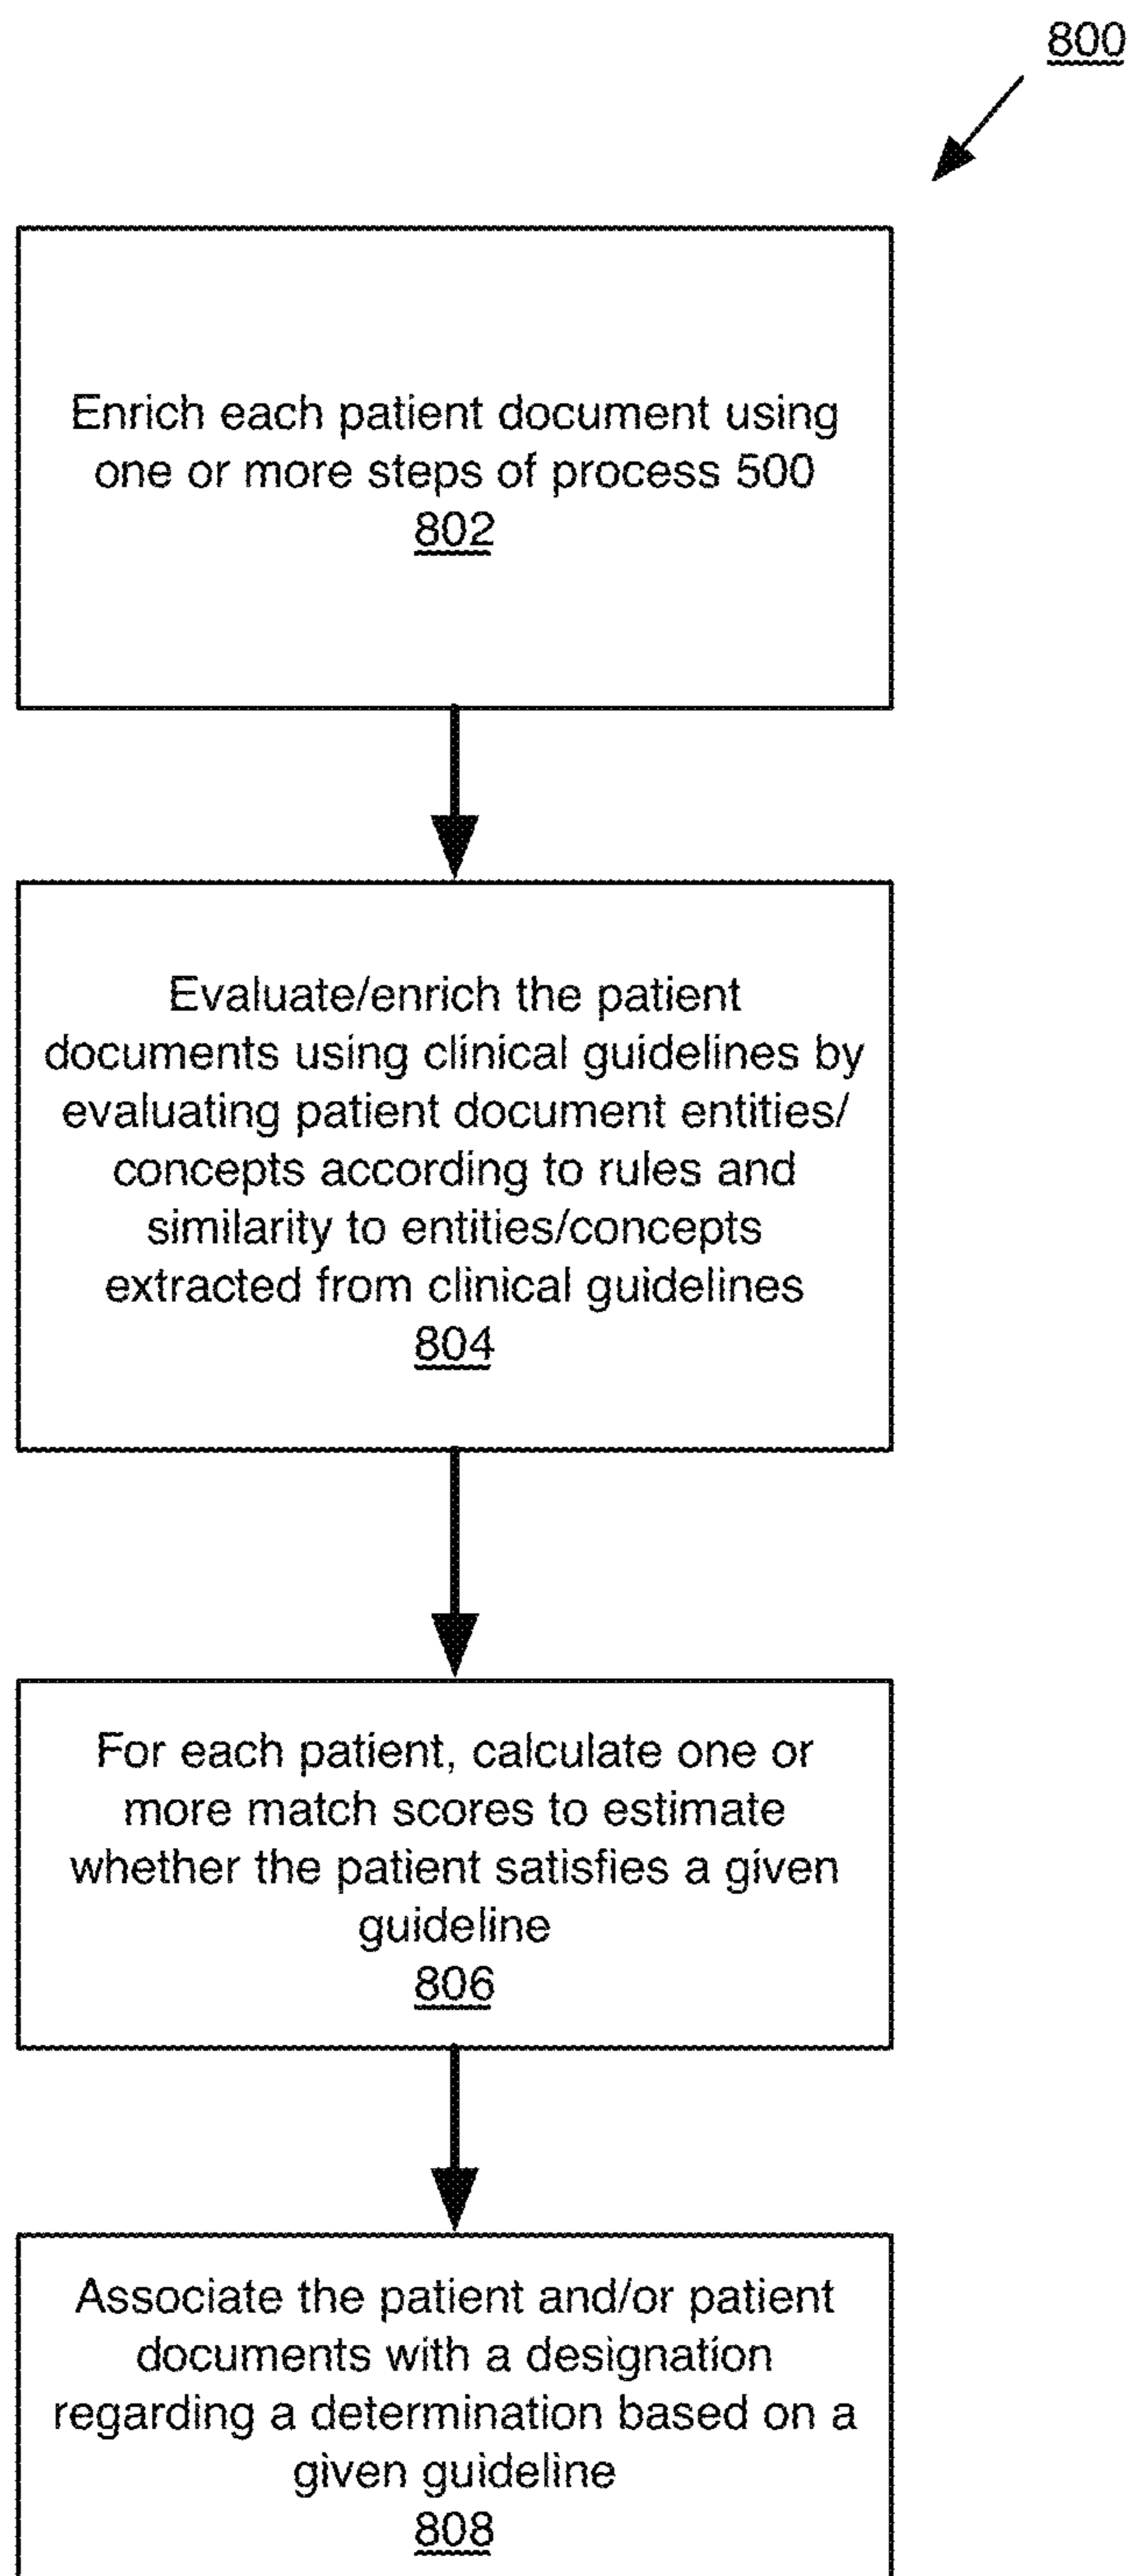 800
Enrich each patient document using
one or more steps of process 500
802
Evaluate/enrich the patient
documents using clinical guidelines by
evaluating patient document entities/
concepts according to rules and
similarity to entities/concepts
extracted from clinical guidelines
804
For each patient, calculate one or
more match scores to estimate
whether the patient satisfies a given
guideline
806
Associate the patient and/or patient
documents with a designation
regarding a determination based on a
given guideline
808